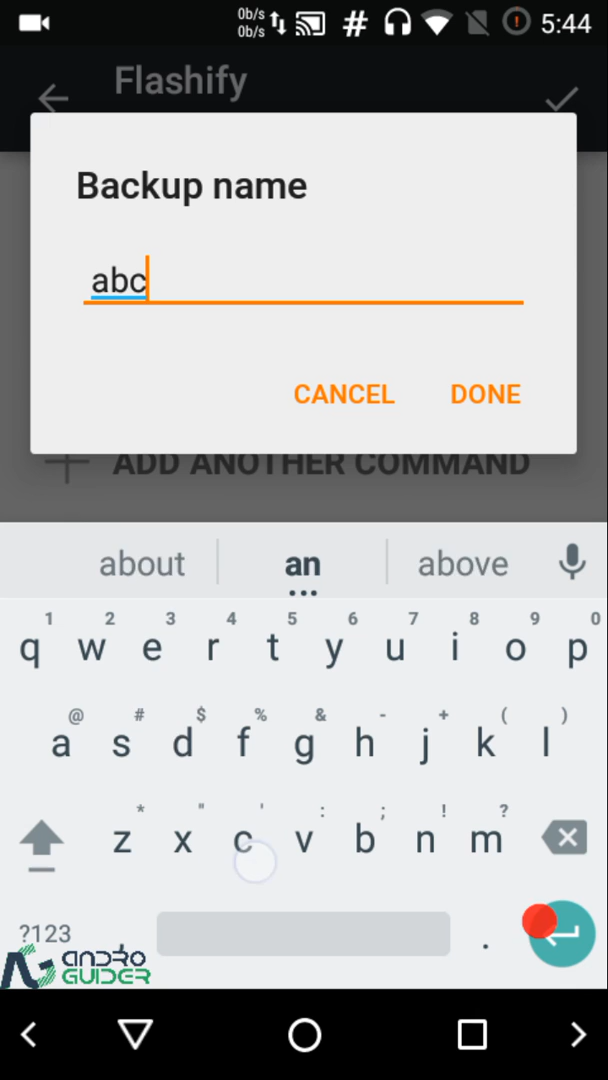 0b/s
0b/s
# 5:44
Flashify
Backup name
abc
CANCEL DONE
ADD ANOTHER COMMAND
about an above
1 2 3 4 5 6 7 8 9 0
q w e r t y u i o p
@ # $ % & - + ( )
a s d f g h j k l
* " ' : ; ! ?
z x c v b n m
?123 , .
ANDRO
GUIDER